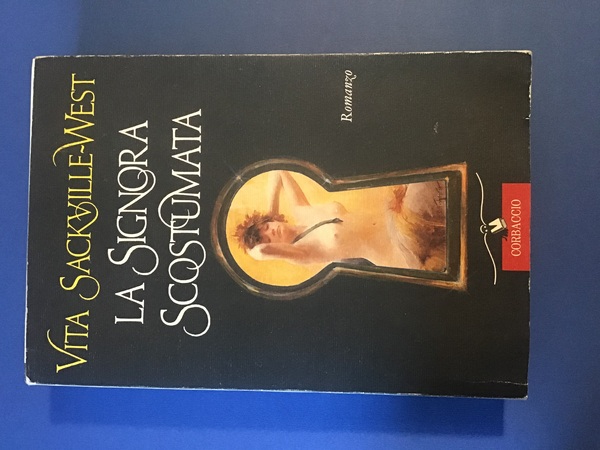 VITA SACKVILLE-WEST
LA SIGNORA
SCOSTUMATA
Romanzo
CORBACCIO